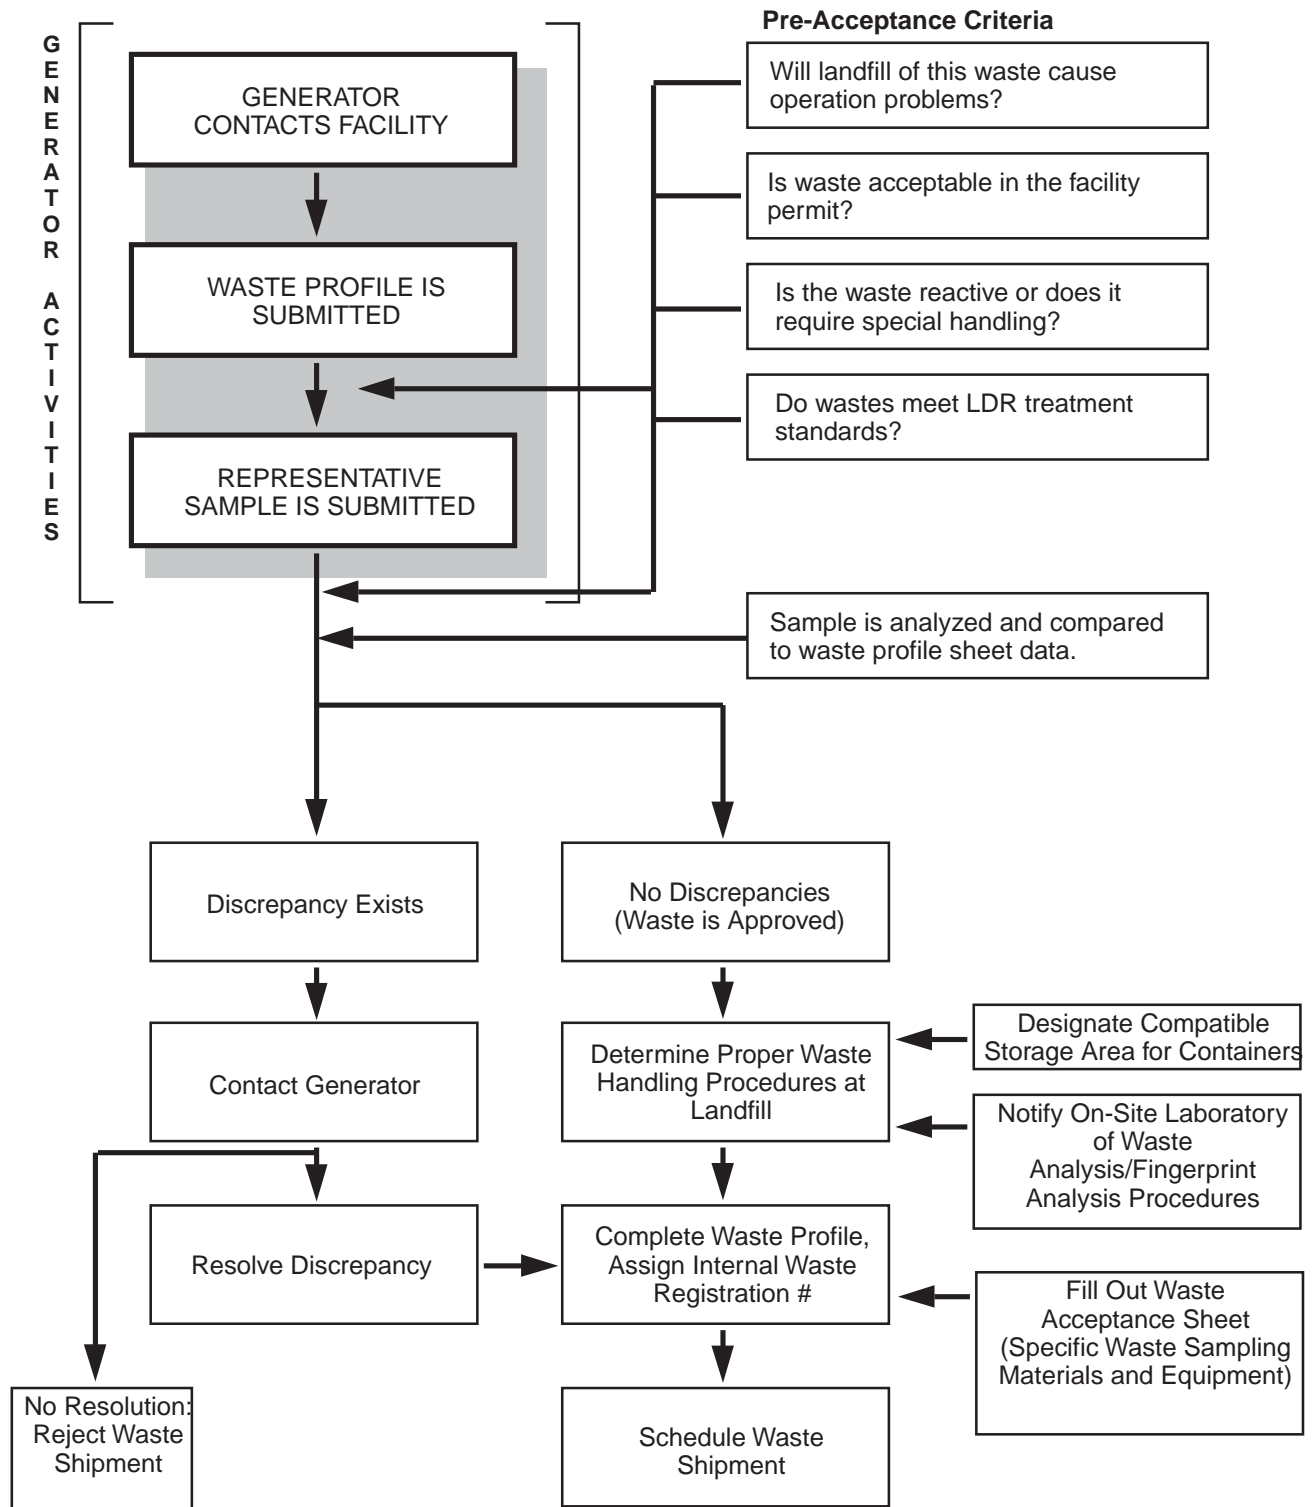 GENERATOR ACTIVITIES
GENERATOR
CONTACTS FACILITY
WASTE PROFILE IS
SUBMITTED
REPRESENTATIVE
SAMPLE IS SUBMITTED
Pre-Acceptance Criteria
Will landfill of this waste cause
operation problems?
Is waste acceptable in the facility
permit?
Is the waste reactive or does it
require special handling?
Do wastes meet LDR treatment
standards?
Sample is analyzed and compared
to waste profile sheet data.
Discrepancy Exists
No Discrepancies
(Waste is Approved)
Contact Generator
Determine Proper Waste
Handling Procedures at
Landfill
Designate Compatible
Storage Area for Containers
Notify On-Site Laboratory
of Waste
Analysis/Fingerprint
Analysis Procedures
Resolve Discrepancy
Complete Waste Profile,
Assign Internal Waste
Registration #
Fill Out Waste
Acceptance Sheet
(Specific Waste Sampling
Materials and Equipment)
No Resolution:
Reject Waste
Shipment
Schedule Waste
Shipment